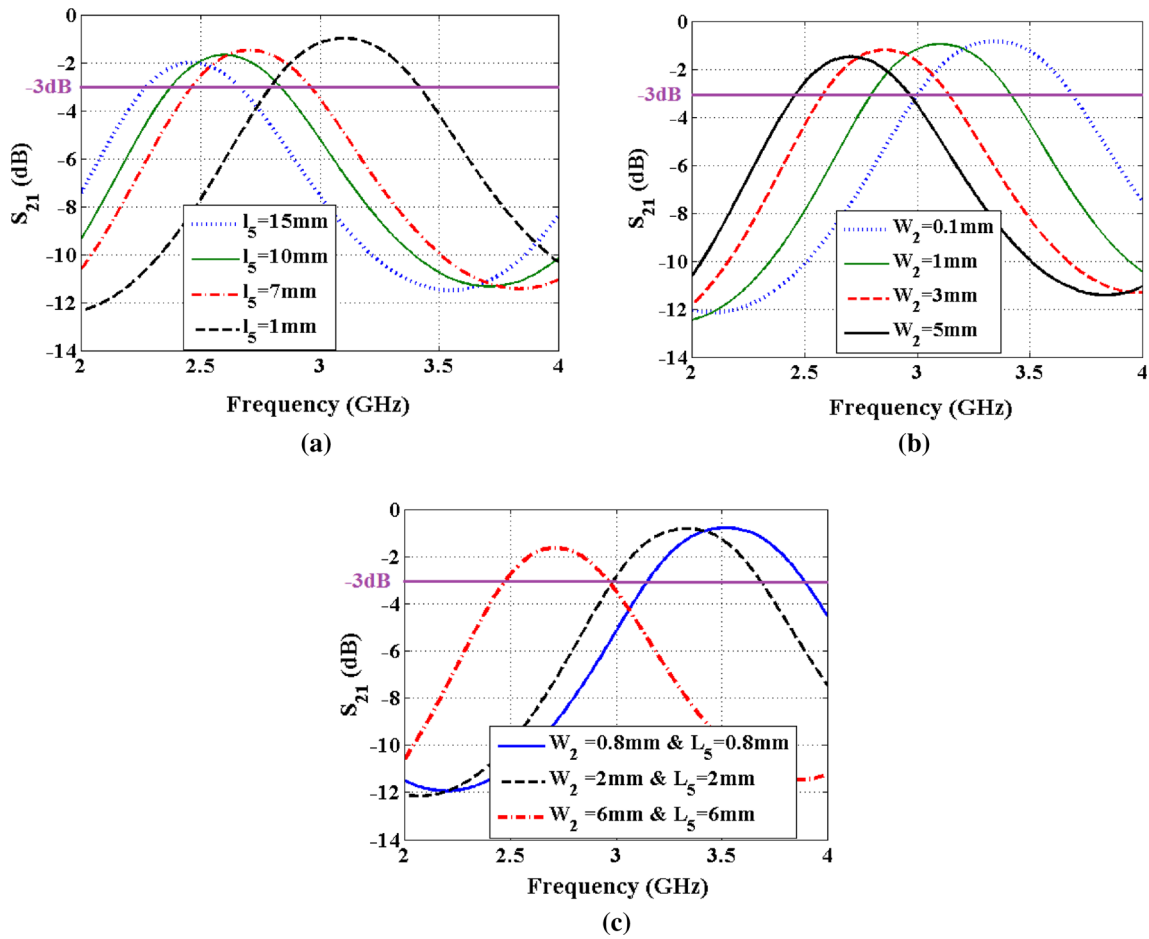 0
-2
-3dB
-4
-6
-8
-10
-12
-14
S21 (dB)
l5=15mm
l5=10mm
l5=7mm
l5=1mm
2
2.5
3
3.5
4
Frequency (GHz)
(a)
0
-2
-3dB
-4
-6
-8
-10
-12
-14
S21 (dB)
W2=0.1mm
W2=1mm
W2=3mm
W2=5mm
2
2.5
3
3.5
4
Frequency (GHz)
(b)
0
-2
-3dB
-4
-6
-8
-10
-12
-14
S21 (dB)
W2 =0.8mm & L5=0.8mm
W2 =2mm & L5=2mm
W2 =6mm & L5=6mm
2
2.5
3
3.5
4
Frequency (GHz)
(c)